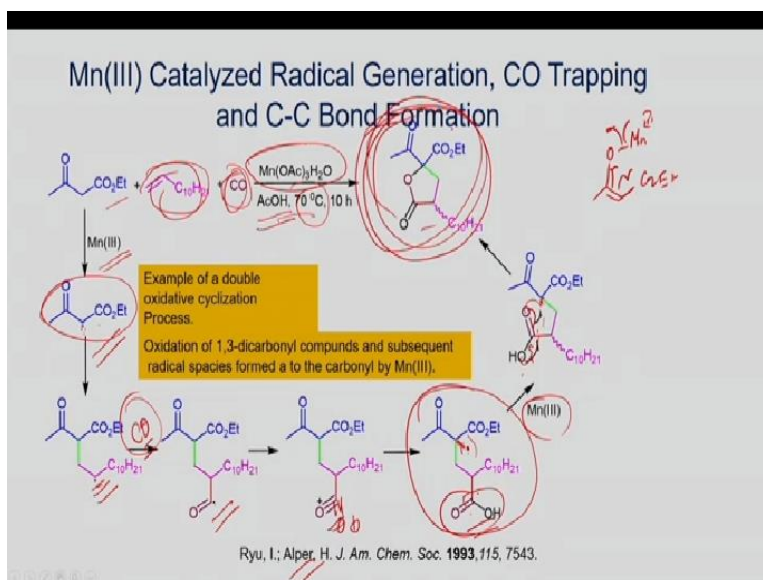 Mn(III) Catalyzed Radical Generation, CO Trapping
and C-C Bond Formation
O
CO2Et
+
C10H21
+
CO
Mn(OAc)3H2O
AcOH, 70 °C, 10 h
O
CO2Et
O
O
C10H21
Mn(III)
O
CO2Et
Example of a double
oxidative cyclization
Process.
Oxidation of 1,3-dicarbonyl compunds and subsequent
radical spacies formed a to the carbonyl by Mn(III).
O
CO2Et
O
HO
C10H21
Mn(III)
O
CO2Et
C10H21
CO
O
CO2Et
C10H21
O
O
CO2Et
C10H21
O
O
CO2Et
C10H21
O
OH
Ryu, I.; Alper, H. J. Am. Chem. Soc. 1993,115, 7543.